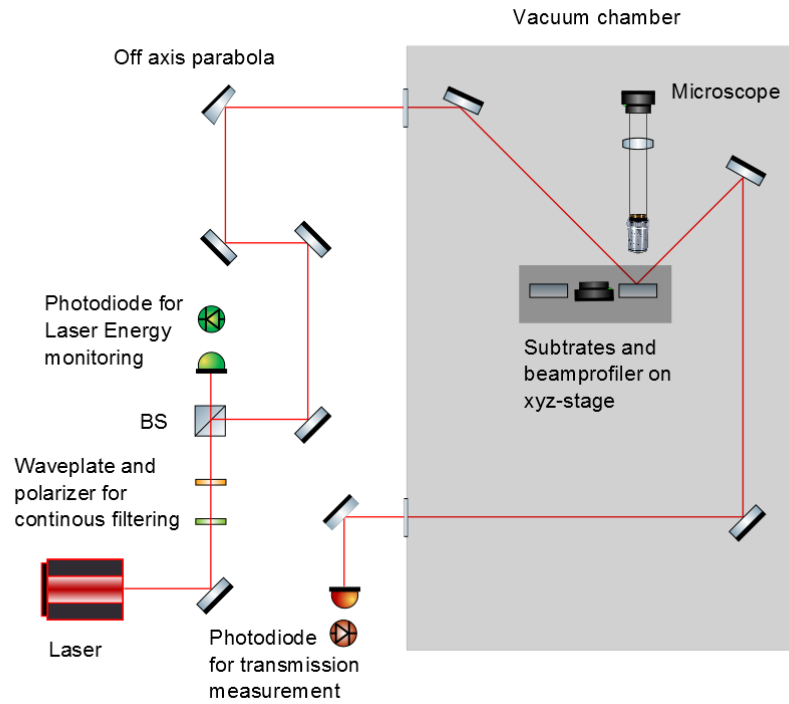 Vacuum chamber
Off axis parabola
Microscope
Photodiode for
Laser Energy
monitoring
Subtrates and
beamprofiler on
xyz-stage
BS
Waveplate and
polarizer for
continous filtering
Laser
Photodiode
for transmission
measurement